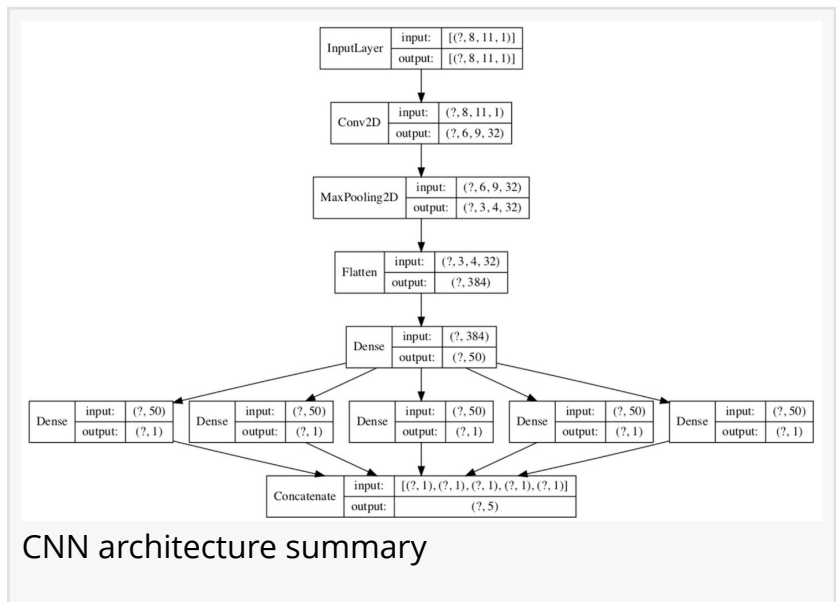 InputLayer input: [(?, 8, 11, 1)]
output: [(?, 8, 11, 1)]
Conv2D input: (?, 8, 11, 1)
output: (?, 6, 9, 32)
MaxPooling2D input: (?, 6, 9, 32)
output: (?, 3, 4, 32)
Flatten input: (?, 3, 4, 32)
output: (?, 384)
Dense input: (?, 384)
output: (?, 50)
Dense input: (?, 50)
output: (?, 1)
Dense input: (?, 50)
output: (?, 1)
Dense input: (?, 50)
output: (?, 1)
Dense input: (?, 50)
output: (?, 1)
Dense input: (?, 50)
output: (?, 1)
Concatenate input: [(?, 1), (?, 1), (?, 1), (?, 1), (?, 1)]
output: (?, 5)
CNN architecture summary